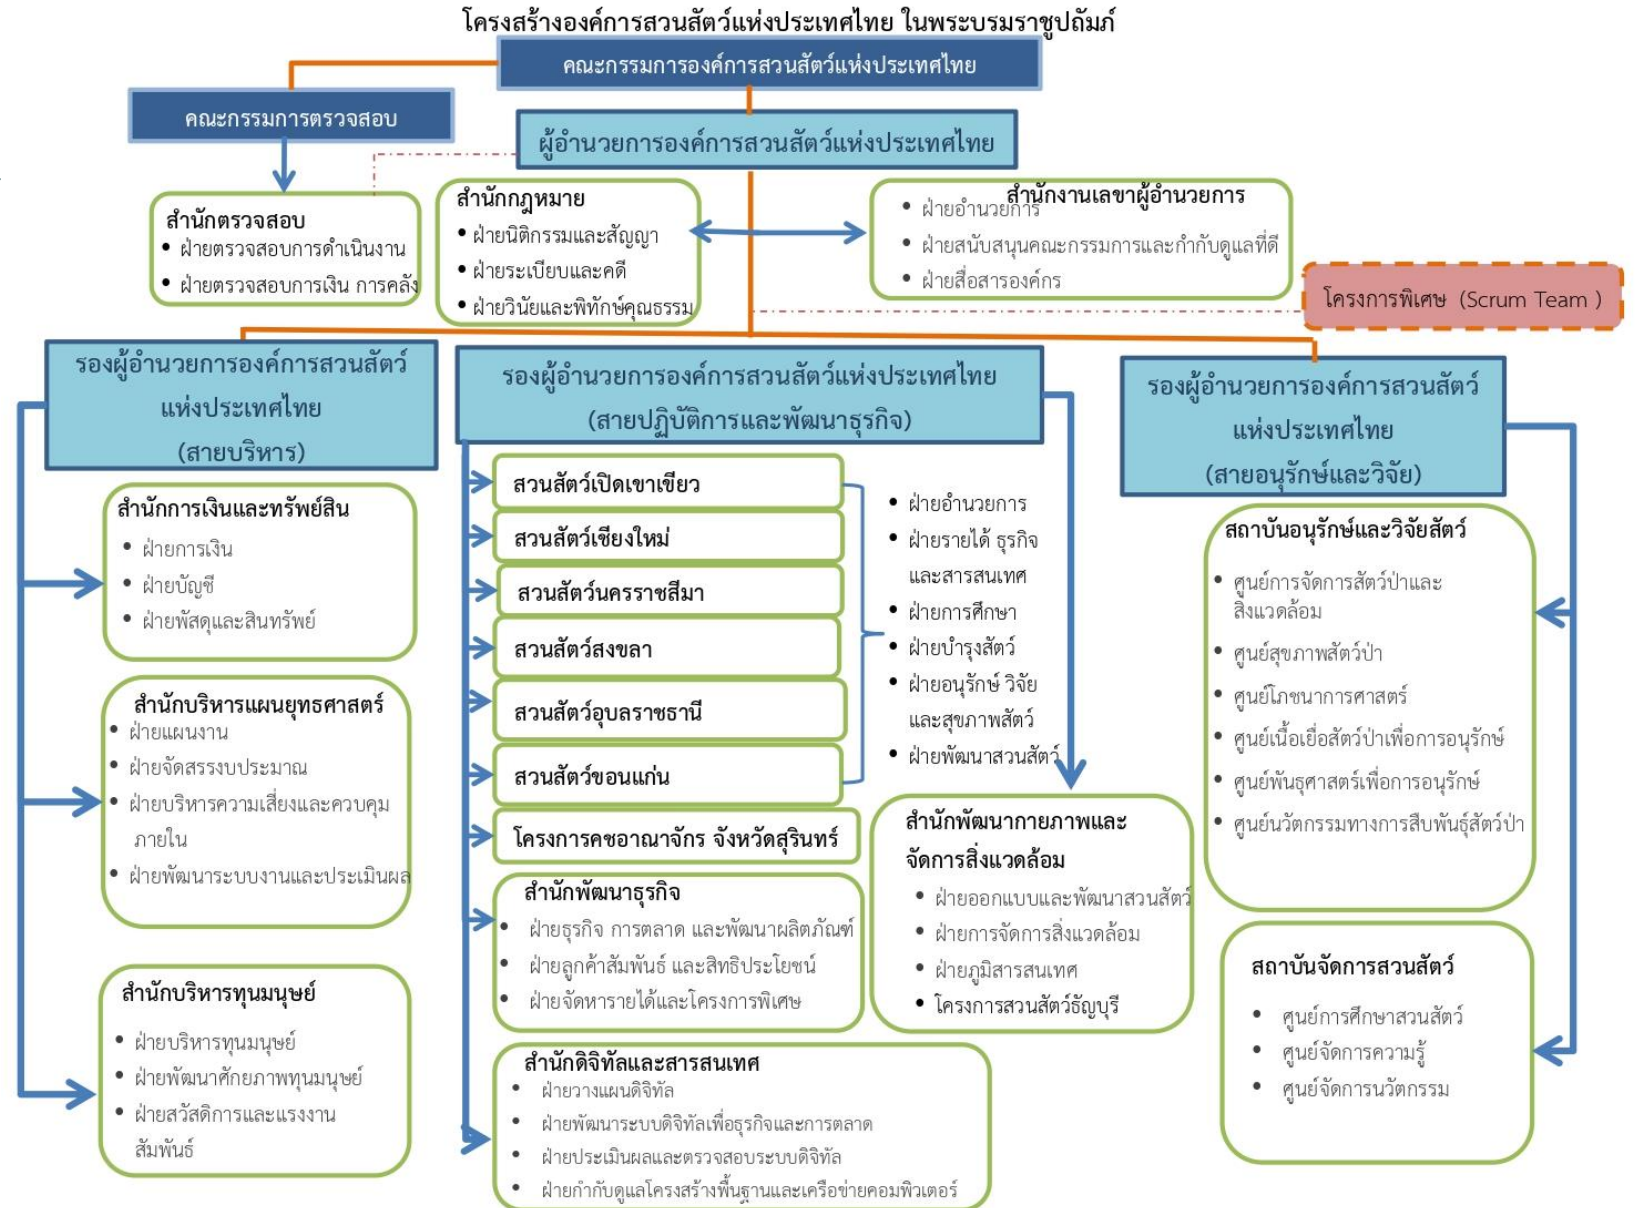 โครงสร้างองค์การสวนสัตว์แห่งประเทศไทย ในพระบรมราชูปถัมภ์
คณะกรรมการองค์การสวนสัตว์แห่งประเทศไทย
คณะกรรมการตรวจสอบ
ผู้อำนวยการองค์การสวนสัตว์แห่งประเทศไทย
สำนักตรวจสอบ
• ฝ่ายตรวจสอบการดำเนินงาน
• ฝ่ายตรวจสอบการเงิน การคลัง
สำนักกฎหมาย
• ฝ่ายนิติกรรมและสัญญา
• ฝ่ายระเบียบและคดี
• ฝ่ายวินัยและพิทักษ์คุณธรรม
สำนักงานเลขาผู้อำนวยการ
• ฝ่ายอำนวยการ
• ฝ่ายสนับสนุนคณะกรรมการและกำกับดูแลที่ดี
• ฝ่ายสื่อสารองค์กร
โครงการพิเศษ (Scrum Team )
รองผู้อำนวยการองค์การสวนสัตว์
แห่งประเทศไทย
(สายบริหาร)
สำนักการเงินและทรัพย์สิน
• ฝ่ายการเงิน
• ฝ่ายบัญชี
• ฝ่ายพัสดุและสินทรัพย์
สำนักบริหารแผนยุทธศาสตร์
• ฝ่ายแผนงาน
• ฝ่ายจัดสรรงบประมาณ
• ฝ่ายบริหารความเสี่ยงและควบคุม
ภายใน
• ฝ่ายพัฒนาระบบงานและประเมินผล
สำนักบริหารทุนมนุษย์
• ฝ่ายบริหารทุนมนุษย์
• ฝ่ายพัฒนาศักยภาพทุนมนุษย์
• ฝ่ายสวัสดิการและแรงงาน
สัมพันธ์
รองผู้อำนวยการองค์การสวนสัตว์แห่งประเทศไทย
(สายปฏิบัติการและพัฒนาธุรกิจ)
สวนสัตว์เปิดเขาเขียว
สวนสัตว์เชียงใหม่
สวนสัตว์นครราชสีมา
สวนสัตว์สงขลา
สวนสัตว์อุบลราชธานี
สวนสัตว์ขอนแก่น
โครงการคชอาณาจักร จังหวัดสุรินทร์
• ฝ่ายอำนวยการ
• ฝ่ายรายได้ ธุรกิจ
และสารสนเทศ
• ฝ่ายการศึกษา
• ฝ่ายบำรุงสัตว์
• ฝ่ายอนุรักษ์ วิจัย
และสุขภาพสัตว์
• ฝ่ายพัฒนาสวนสัตว์
สำนักพัฒนาธุรกิจ
• ฝ่ายธุรกิจ การตลาด และพัฒนาผลิตภัณฑ์
• ฝ่ายลูกค้าสัมพันธ์ และสิทธิประโยชน์
• ฝ่ายจัดหารายได้และโครงการพิเศษ
สำนักดิจิทัลและสารสนเทศ
• ฝ่ายวางแผนดิจิทัล
• ฝ่ายพัฒนาระบบดิจิทัลเพื่อธุรกิจและการตลาด
• ฝ่ายประเมินผลและตรวจสอบระบบดิจิทัล
• ฝ่ายกำกับดูแลโครงสร้างพื้นฐานและเครือข่ายคอมพิวเตอร์
สำนักพัฒนากายภาพและ
จัดการสิ่งแวดล้อม
• ฝ่ายออกแบบและพัฒนาสวนสัตว์
• ฝ่ายการจัดการสิ่งแวดล้อม
• ฝ่ายภูมิสารสนเทศ
• โครงการสวนสัตว์ธัญบุรี
รองผู้อำนวยการองค์การสวนสัตว์
แห่งประเทศไทย
(สายอนุรักษ์และวิจัย)
สถาบันอนุรักษ์และวิจัยสัตว์
• ศูนย์การจัดการสัตว์ป่าและ
สิงแวดล้อม
• ศูนย์สุขภาพสัตว์ป่า
• ศูนย์โภชนาการศาสตร์
• ศูนย์เนื้อเยื่อสัตว์ป่าเพื่อการอนุรักษ์
• ศูนย์พันธุศาสตร์เพื่อการอนุรักษ์
• ศูนย์นวัตกรรมทางการสืบพันธุ์สัตว์ป่า
สถาบันจัดการสวนสัตว์
• ศูนย์การศึกษาสวนสัตว์
• ศูนย์จัดการความรู้
• ศูนย์จัดการนวัตกรรม